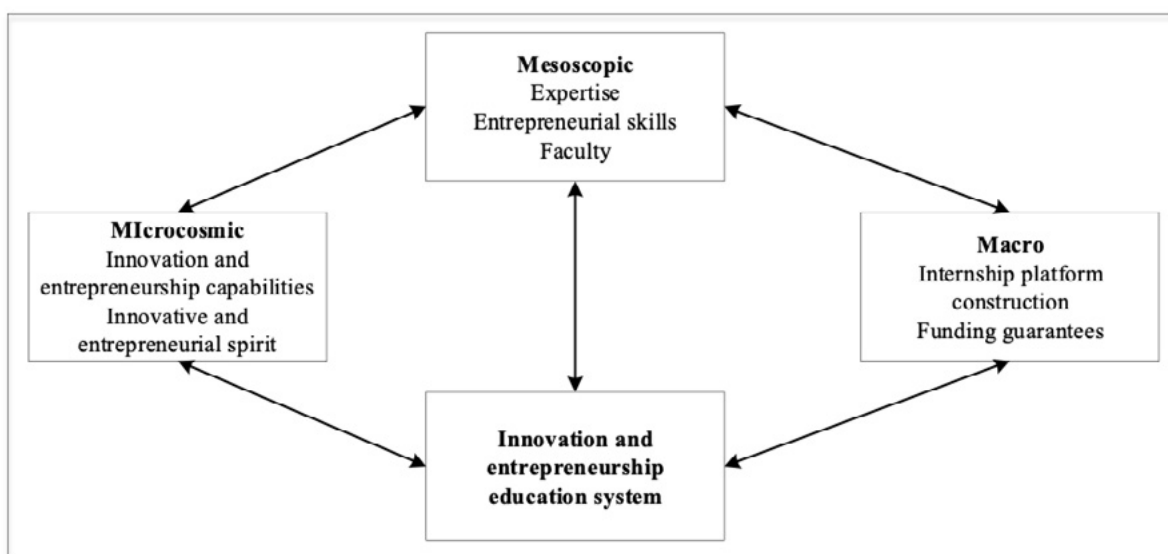 Mesoscopic
Expertise
Entrepreneurial skills
Faculty
MIcrocosmic
Innovation and
entrepreneurship capabilities
Innovative and
entrepreneurial spirit
Macro
Internship platform
construction
Funding guarantees
Innovation and
entrepreneurship
education system